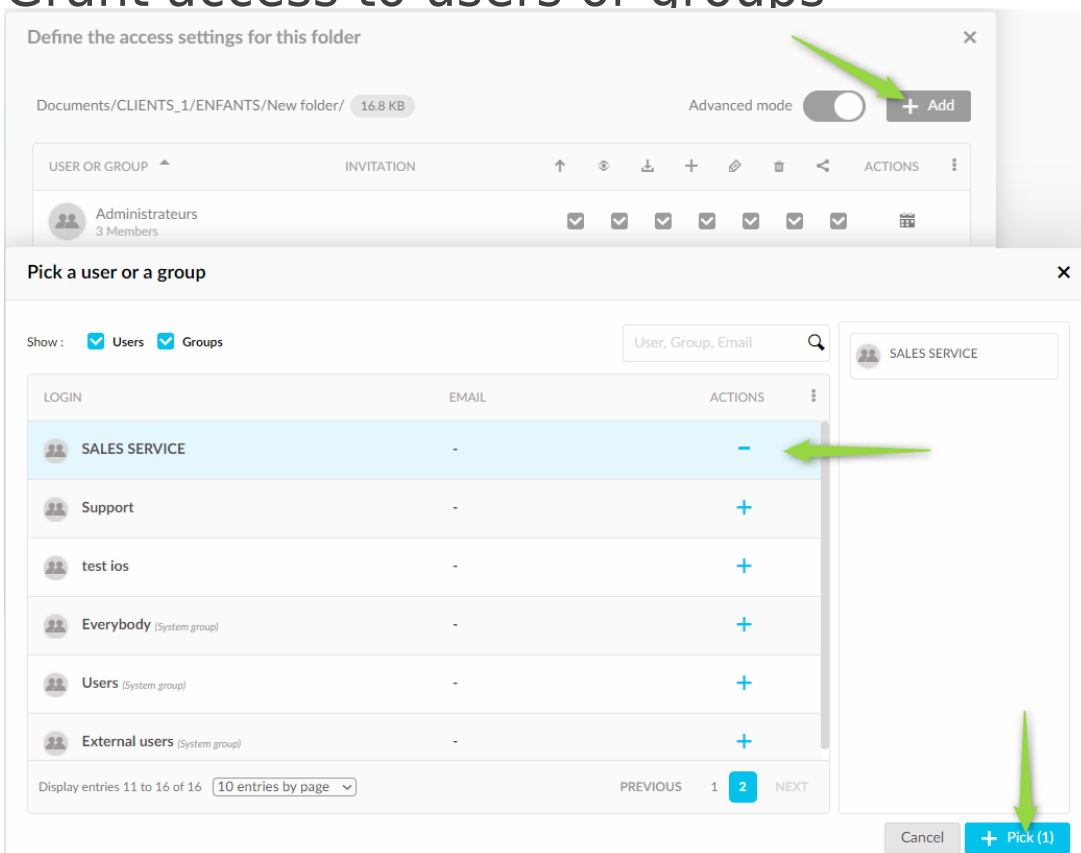 Grant access to users or groups
Define the access settings for this folder
Documents/CLIENTS_1/ENFANTS/New folder/ 16.8 KB Advanced mode + Add
USER OR GROUP INVITATION ACTIONS
Administrateurs
3 Members
Pick a user or a group
Show : Users Groups User, Group, Email SALES SERVICE
LOGIN EMAIL ACTIONS
SALES SERVICE - -
Support - +
test ios - +
Everybody (System group) - +
Users (System group) - +
External users (System group) - +
Display entries 11 to 16 of 16 10 entries by page PREVIOUS 1 2 NEXT
Cancel + Pick (1)